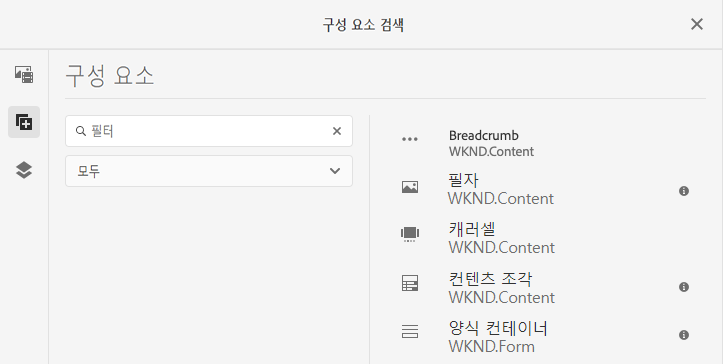 구성 요소 검색
구성 요소
필터
모두
Breadcrumb
WKND.Content
필자
WKND.Content
캐러셀
WKND.Content
컨텐츠 조각
WKND.Content
양식 컨테이너
WKND.Form